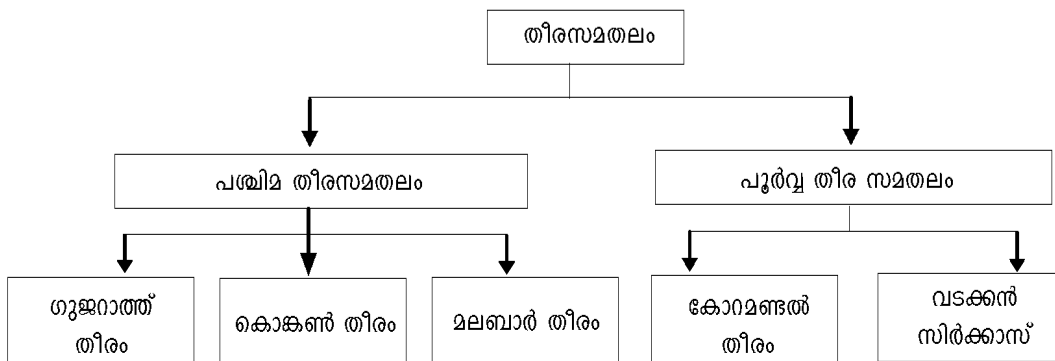 തീരസമതലം
പശ്ചിമ തീരസമതലം
പൂർവ്വ തീര സമതലം
ഗുജറാത്ത്
തീരം
കൊങ്കൺ തീരം
മലബാർ തീരം
കോറമണ്ടൽ
തീരം
വടക്കൻ
സിർക്കാസ്